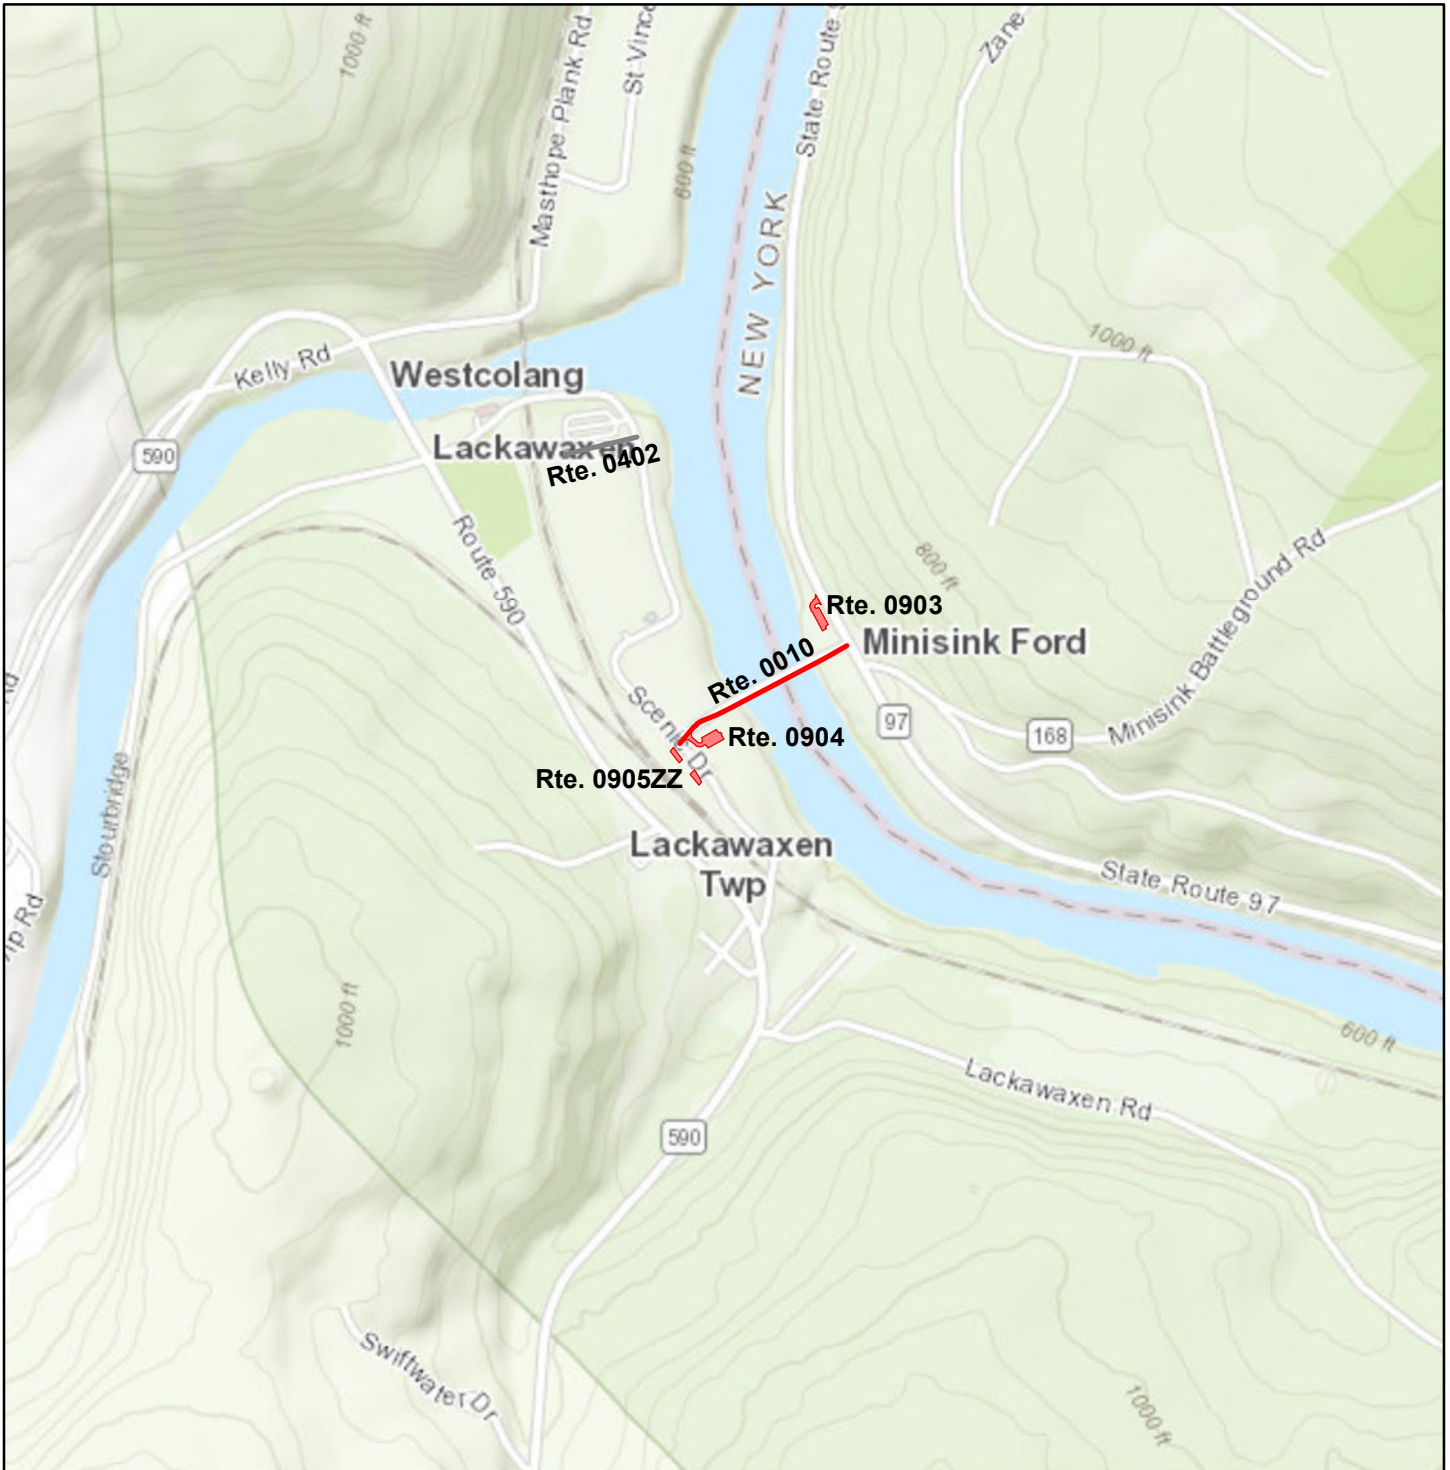 1000 ft
Masthope Plank Rd
St Vinc
State Route
Zane
600 ft
NEW YORK
1000 ft
Kelly Rd
Westcolang
590
Lackawaxen
Rte. 0402
Route 590
800 ft
Rte. 0903
Minisink Ford
Rte. 0010
Minisink Battleground Rd
Scenic Dr
97
168
Rte. 0904
Rte. 0905ZZ
Stourbridge
Lackawaxen
Twp
State Route 97
Rd
1000 ft
600 ft
Lackawaxen Rd
590
Swiftwater Dr
1000 ft